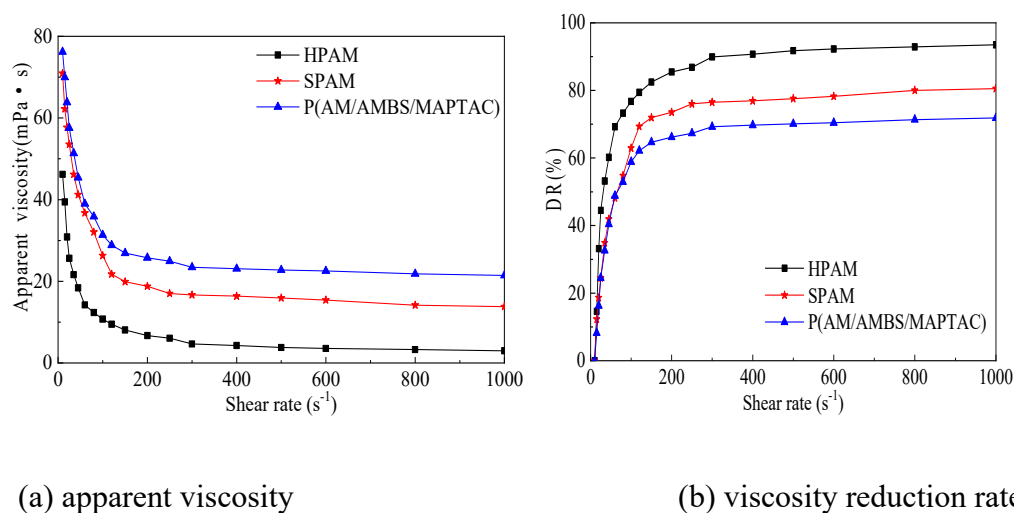 80
60
40
20
0
Apparent viscosity(mPa • s)
HPAM
SPAM
P(AM/AMBS/MAPTAC)
0 200 400 600 800 1000
Shear rate (s⁻¹)
100
80
60
40
20
0
DR(%)
HPAM
SPAM
P(AM/AMBS/MAPTAC)
0 200 400 600 800 1000
Shear rate (s⁻¹)
(a) apparent viscosity
(b) viscosity reduction rate